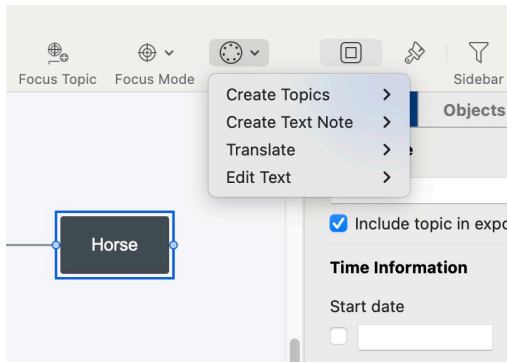 Focus Topic
Focus Mode
Sidebar
Create Topics
Create Text Note
Translate
Edit Text
Objects
Horse
Include topic in expo
Time Information
Start date